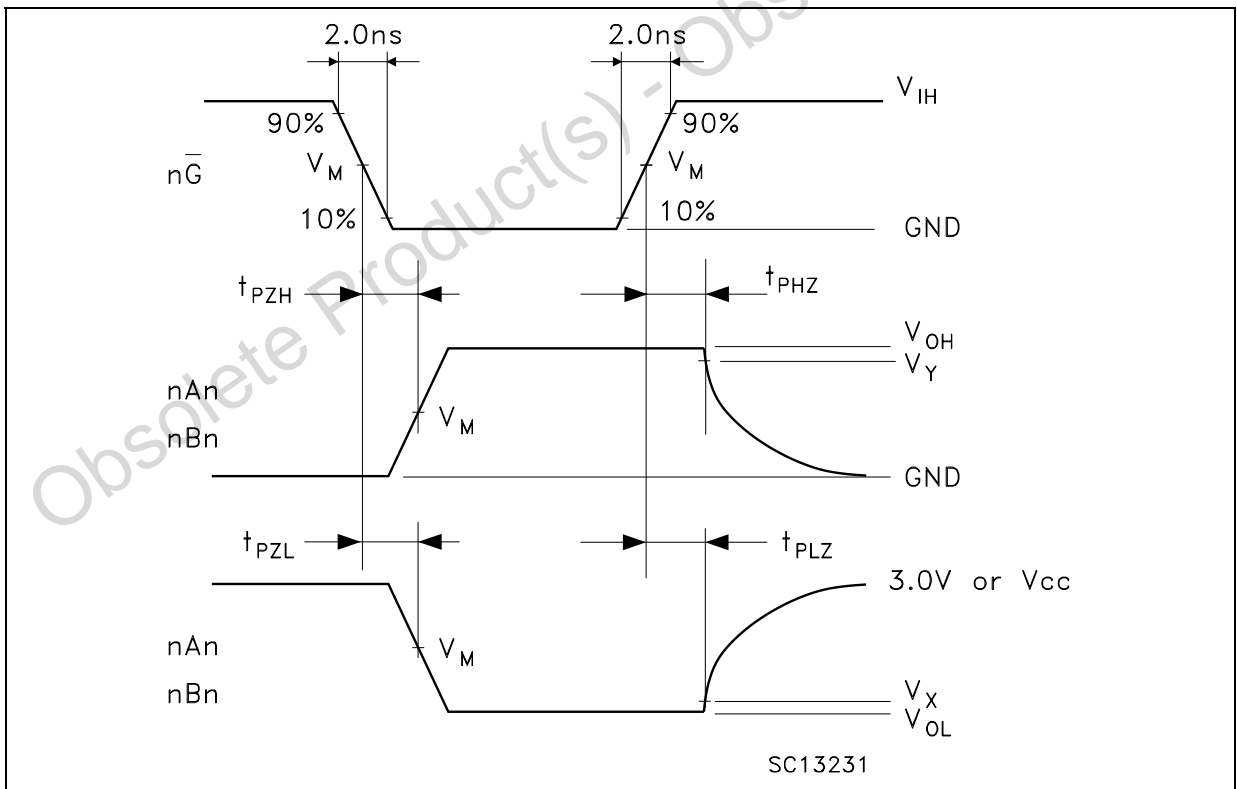 2.0ns 2.0ns
V_IH
90% 90%
nG̅ V_M V_M
10% 10%
GND
t_PZH t_PHZ
V_OH
V_Y
nAn
V_M
nBn
GND
t_PZL t_PLZ
3.0V or Vcc
nAn V_M
nBn
V_X
V_OL
SC13231
Obsolete Product(s) - Obs